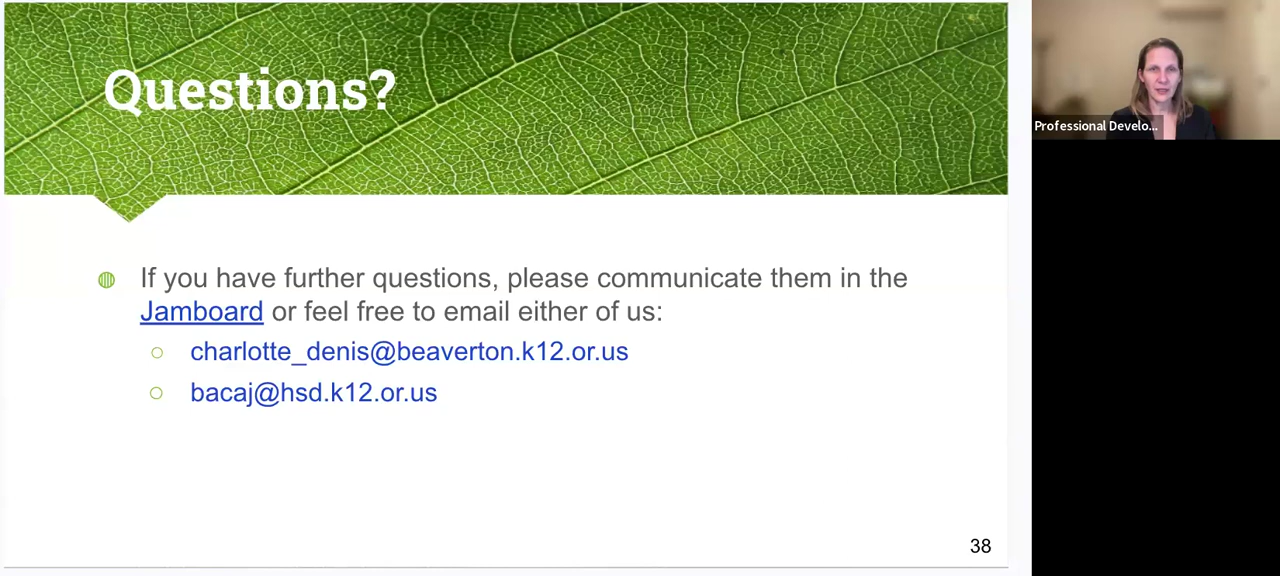 Questions?
If you have further questions, please communicate them in the
Jamboard or feel free to email either of us:
charlotte_denis@beaverton.k12.or.us
bacaj@hsd.k12.or.us
38
Professional Develo...